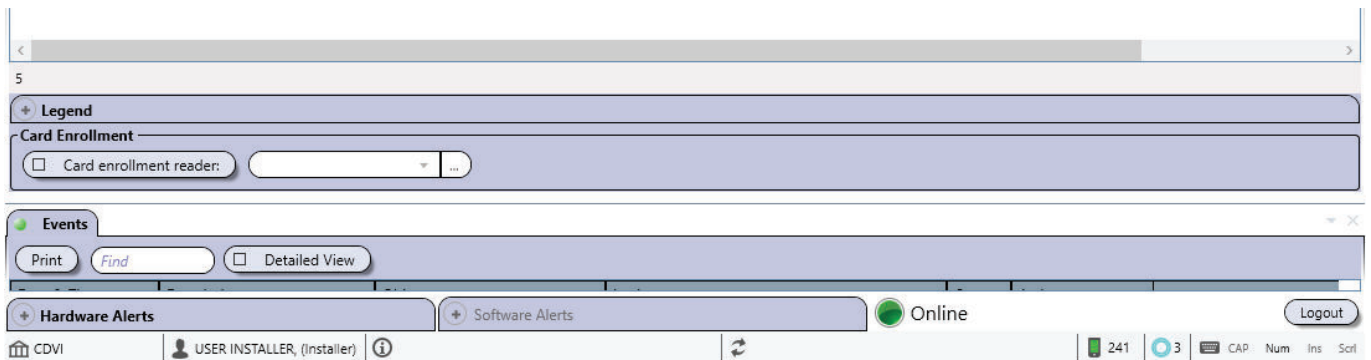 5
Legend
Card Enrollment
Card enrollment reader: ...
Events
Print Find Detailed View
Hardware Alerts Software Alerts Online Logout
CDVI USER INSTALLER, (Installer) 241 3 CAP Num Ins Scrl